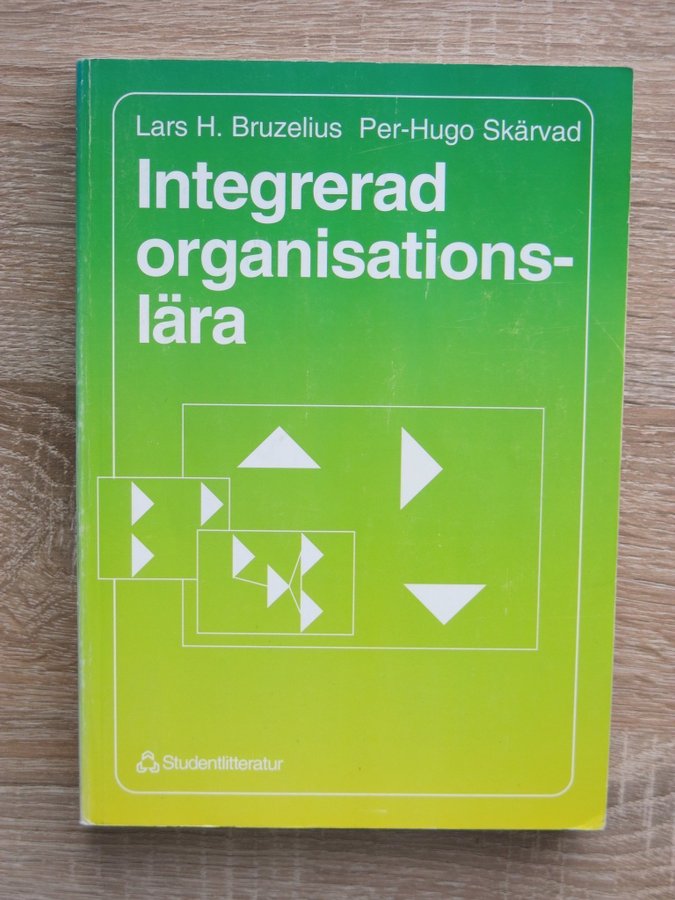 Lars H. Bruzelius Per-Hugo Skärvad
Integrerad
organisations-
lära
Studentlitteratur